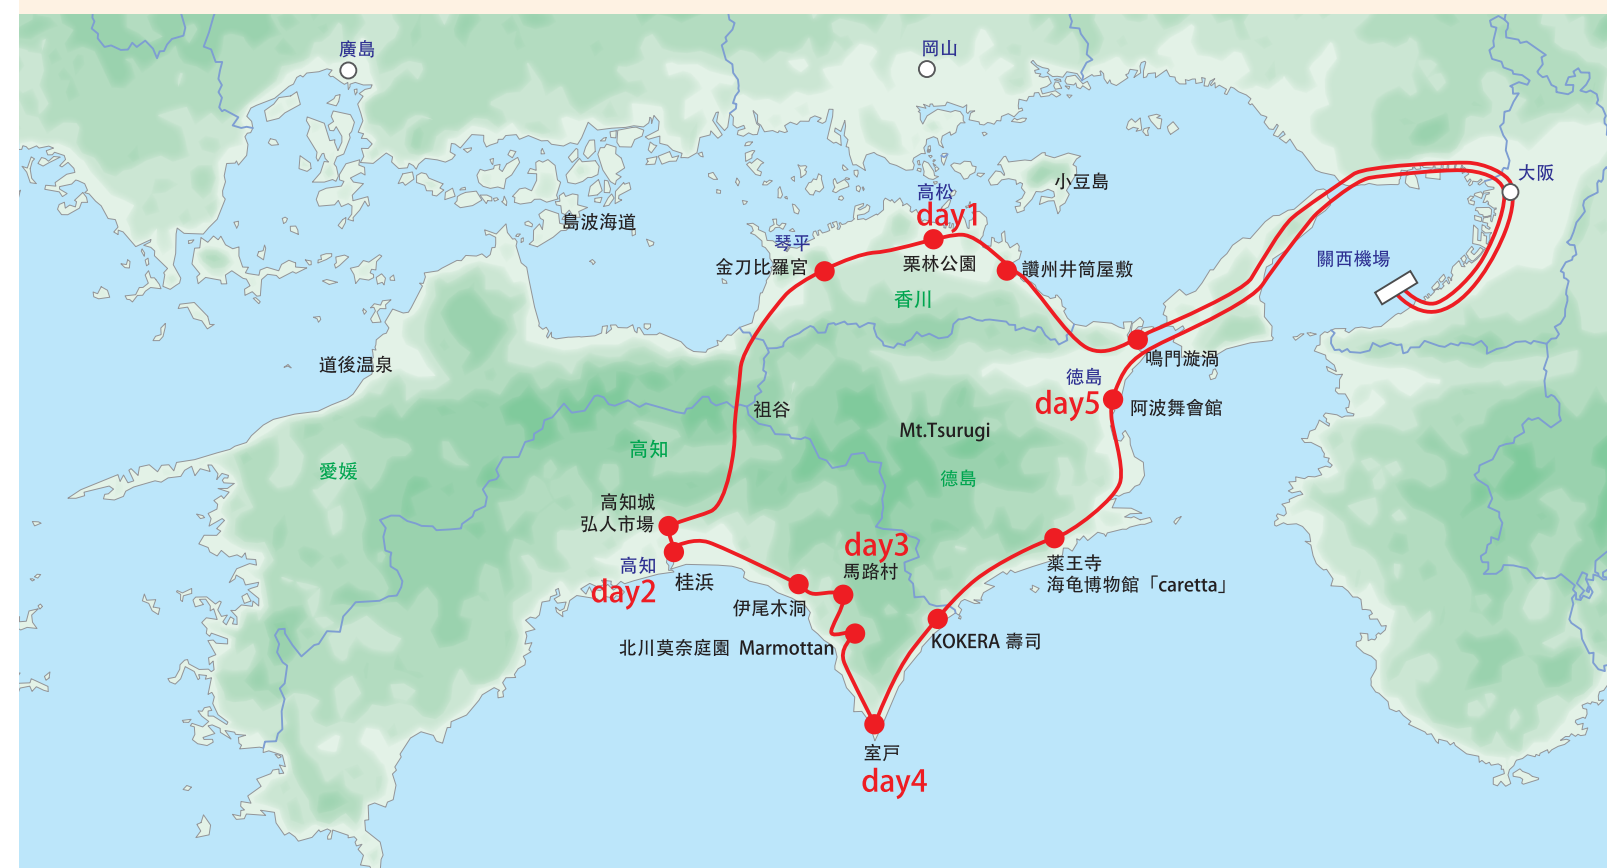 廣島
岡山
大阪
小豆島
高松
day1
島波海道
琴平
金刀比羅宮
栗林公園
讚州井筒屋敷
關西機場
香川
鳴門漩渦
道後温泉
徳島
day5
阿波舞會館
祖谷
Mt.Tsurugi
高知
愛媛
德島
高知城
弘人市場
day3
馬路村
高知
day2
桂浜
薬王寺
海亀博物館「caretta」
伊尾木洞
北川莫奈庭園 Marmottan
KOKERA 壽司
室戸
day4